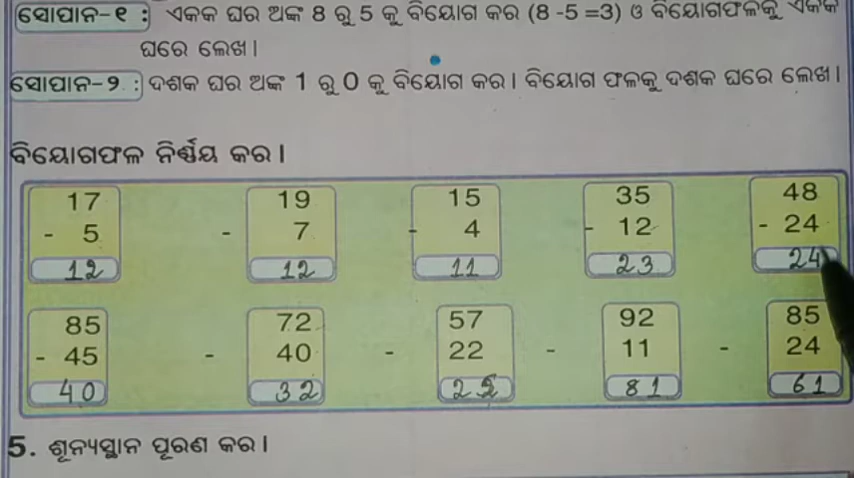 ସୋପାନ-୧ : ଏକକ ଘର ଅଙ୍କ 8 ରୁ 5 କୁ ବିୟୋଗ କର (8 -5 =3) ଓ ବିୟୋଗଫଳକୁ ଏକକ
ଘରେ ଲେଖ।
ସୋପାନ-୨ : ଦଶକ ଘର ଅଙ୍କ 1 ରୁ 0 କୁ ବିୟୋଗ କର। ବିୟୋଗ ଫଳକୁ ଦଶକ ଘରେ ଲେଖ।
ବିୟୋଗଫଳ ନିର୍ଣ୍ଣୟ କର।
17 19 15 35 48
- 5 - 7 - 4 - 12 - 24
12 12 11 23 24
85 72 57 92 85
- 45 - 40 - 22 - 11 - 24
40 32 81 61
5. ଶୂନ୍ୟସ୍ଥାନ ପୂରଣ କର।